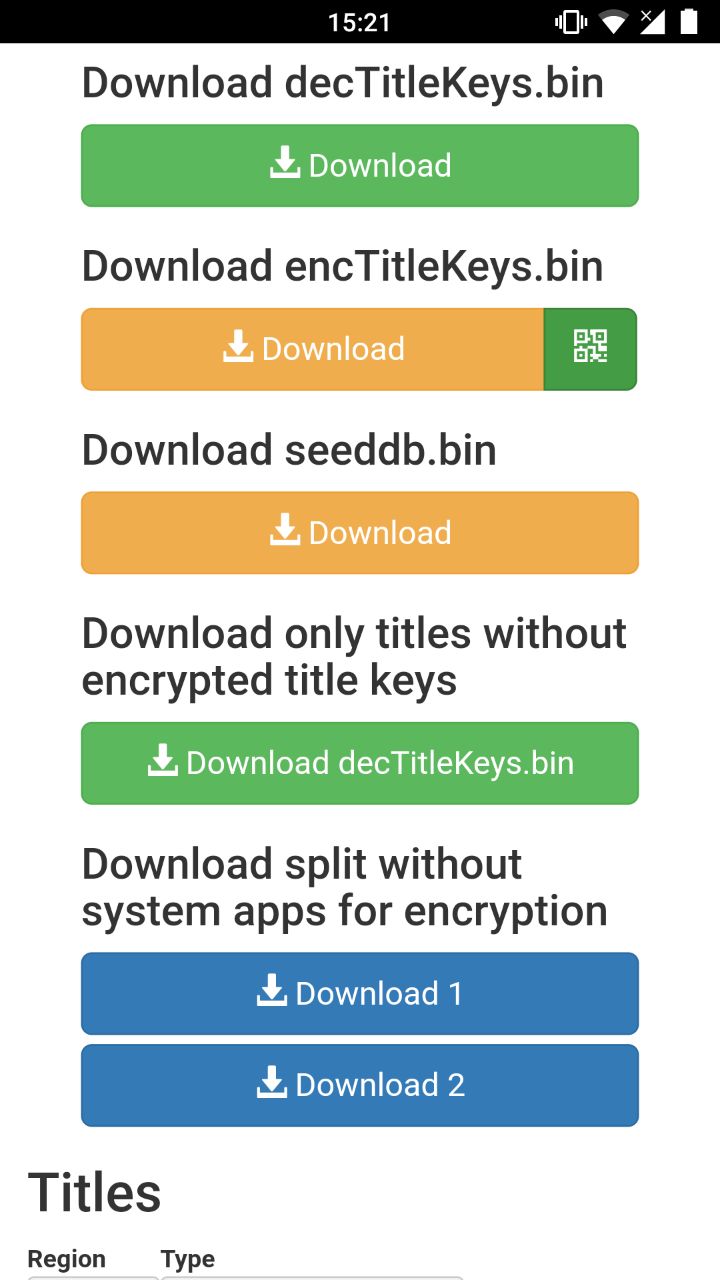 15:21
Download decTitleKeys.bin
Download
Download encTitleKeys.bin
Download
Download seeddb.bin
Download
Download only titles without
encrypted title keys
Download decTitleKeys.bin
Download split without
system apps for encryption
Download 1
Download 2
Titles
Region Type